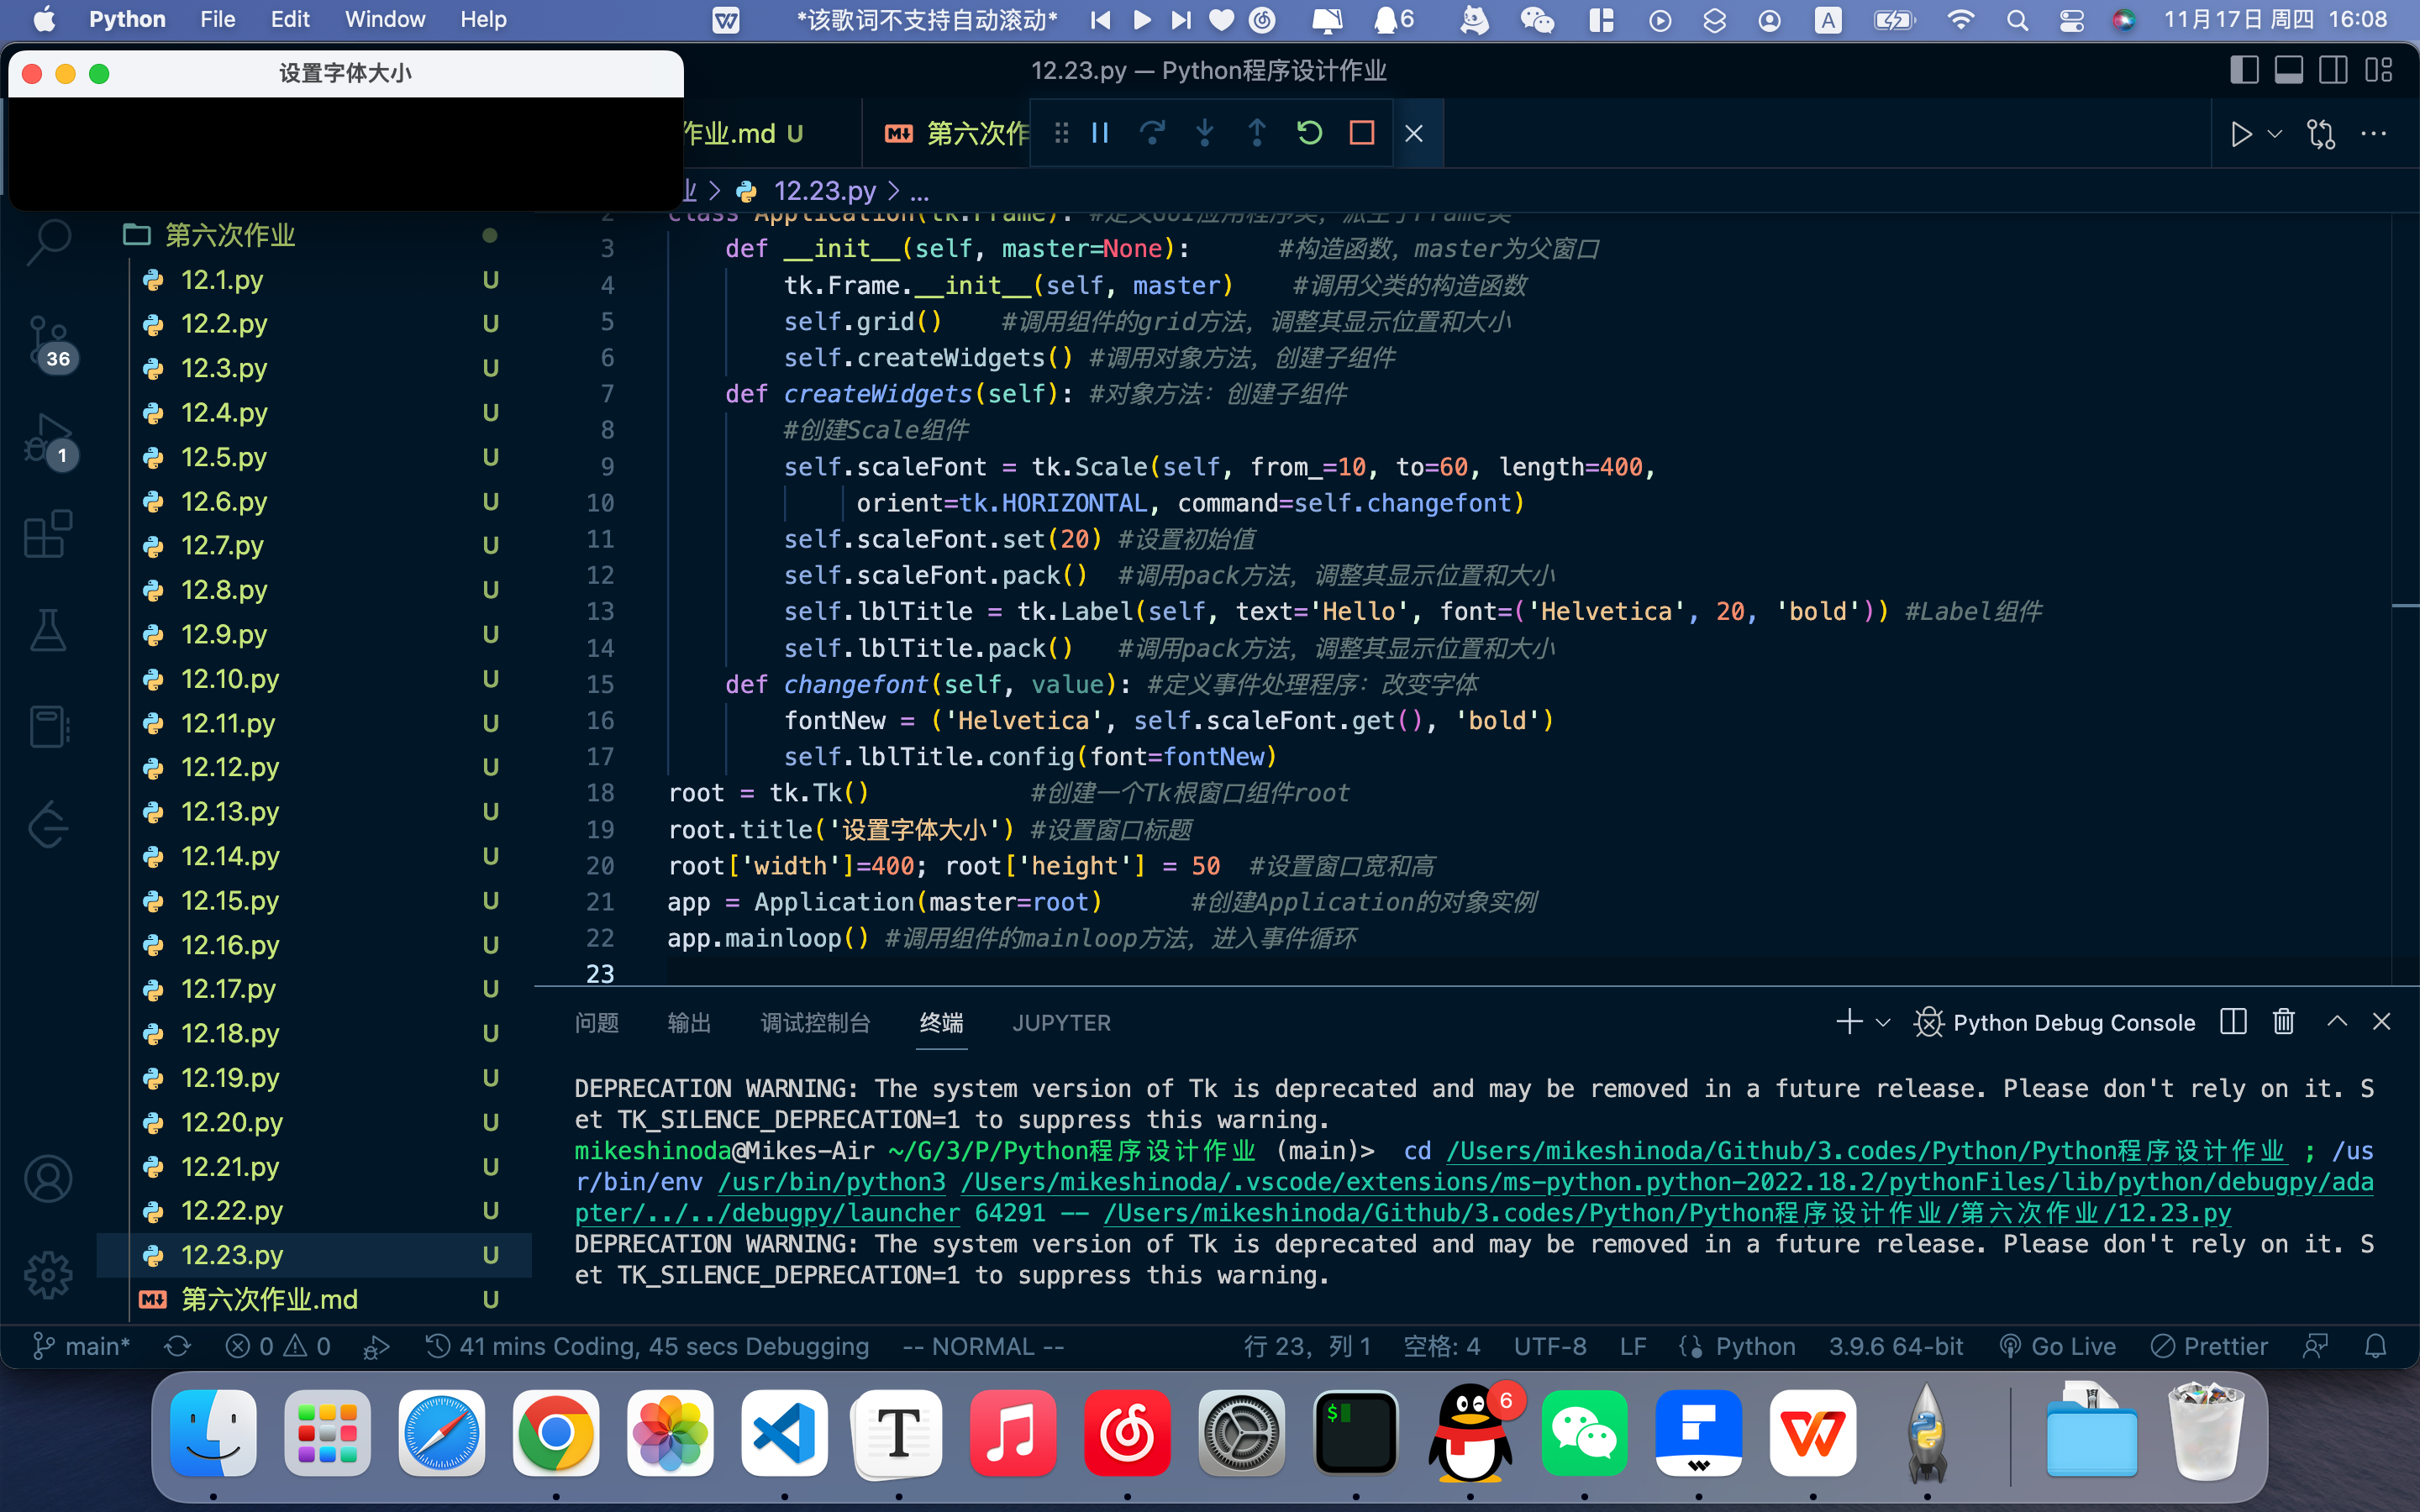 Python File Edit Window Help *该歌词不支持自动滚动* 6 A 11月17日 周四 16:08
设置字体大小
12.23.py — Python程序设计作业
作业.md U
第六次作
业 > 12.23.py > ...
第六次作业
12.1.py U
12.2.py U
12.3.py U
12.4.py U
12.5.py U
12.6.py U
12.7.py U
12.8.py U
12.9.py U
12.10.py U
12.11.py U
12.12.py U
12.13.py U
12.14.py U
12.15.py U
12.16.py U
12.17.py U
12.18.py U
12.19.py U
12.20.py U
12.21.py U
12.22.py U
12.23.py U
第六次作业.md U
36
1
2 class Application(tk.Frame): #定义GUI应用程序类, 派生于Frame类
3 def __init__(self, master=None): #构造函数, master为父窗口
4 tk.Frame.__init__(self, master) #调用父类的构造函数
5 self.grid() #调用组件的grid方法, 调整其显示位置和大小
6 self.createWidgets() #调用对象方法, 创建子组件
7 def createWidgets(self): #对象方法: 创建子组件
8 #创建Scale组件
9 self.scaleFont = tk.Scale(self, from_=10, to=60, length=400,
10 orient=tk.HORIZONTAL, command=self.changefont)
11 self.scaleFont.set(20) #设置初始值
12 self.scaleFont.pack() #调用pack方法, 调整其显示位置和大小
13 self.lblTitle = tk.Label(self, text='Hello', font=('Helvetica', 20, 'bold')) #Label组件
14 self.lblTitle.pack() #调用pack方法, 调整其显示位置和大小
15 def changefont(self, value): #定义事件处理程序: 改变字体
16 fontNew = ('Helvetica', self.scaleFont.get(), 'bold')
17 self.lblTitle.config(font=fontNew)
18 root = tk.Tk() #创建一个Tk根窗口组件root
19 root.title('设置字体大小') #设置窗口标题
20 root['width']=400; root['height'] = 50 #设置窗口宽和高
21 app = Application(master=root) #创建Application的对象实例
22 app.mainloop() #调用组件的mainloop方法, 进入事件循环
23
问题 输出 调试控制台 终端 JUPYTER Python Debug Console
DEPRECATION WARNING: The system version of Tk is deprecated and may be removed in a future release. Please don't rely on it. S
et TK_SILENCE_DEPRECATION=1 to suppress this warning.
mikeshinoda@Mikes-Air ~/G/3/P/Python程序设计作业 (main)> cd /Users/mikeshinoda/Github/3.codes/Python/Python程序设计作业 ; /us
r/bin/env /usr/bin/python3 /Users/mikeshinoda/.vscode/extensions/ms-python.python-2022.18.2/pythonFiles/lib/python/debugpy/ada
pter/../../debugpy/launcher 64291 -- /Users/mikeshinoda/Github/3.codes/Python/Python程序设计作业/第六次作业/12.23.py
DEPRECATION WARNING: The system version of Tk is deprecated and may be removed in a future release. Please don't rely on it. S
et TK_SILENCE_DEPRECATION=1 to suppress this warning.
main* 0 0 41 mins Coding, 45 secs Debugging -- NORMAL -- 行 23, 列 1 空格: 4 UTF-8 LF Python 3.9.6 64-bit Go Live Prettier
6